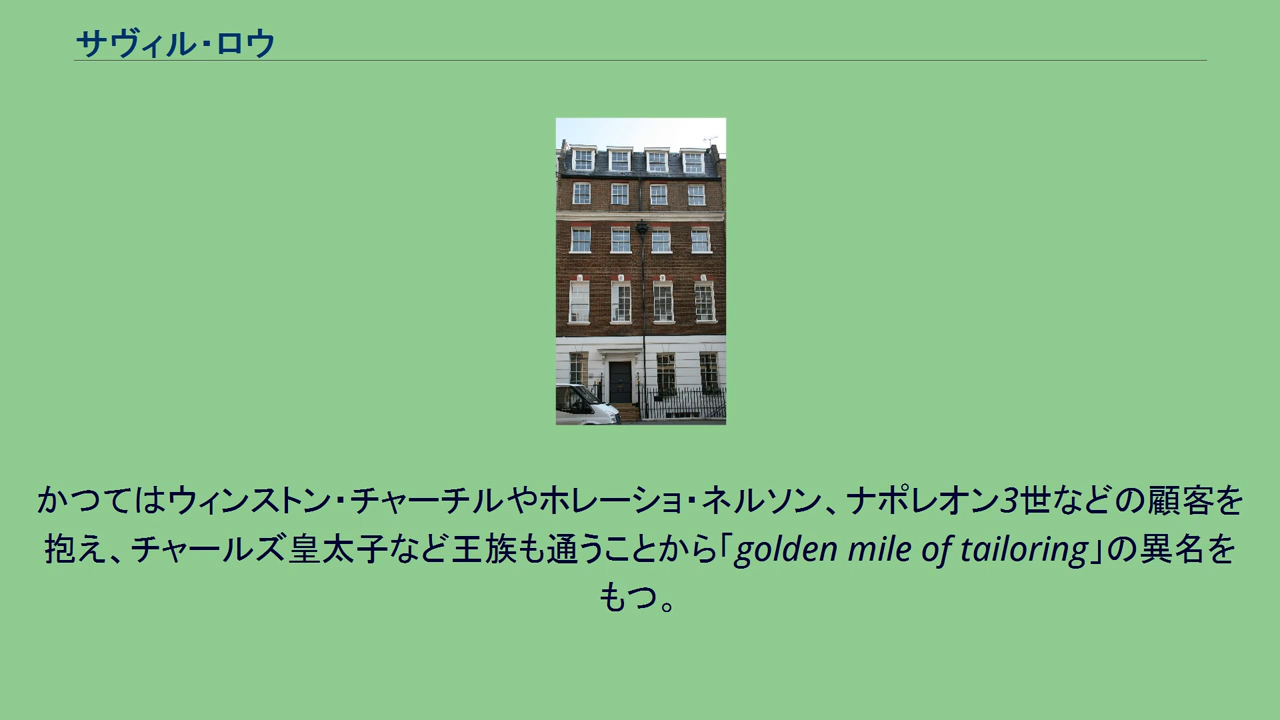 サヴィル・ロウ
かつてはウィンストン・チャーチルやホレーショ・ネルソン、ナポレオン3世などの顧客を
抱え、チャールズ皇太子など王族も通うことから「golden mile of tailoring」の異名を
もつ。